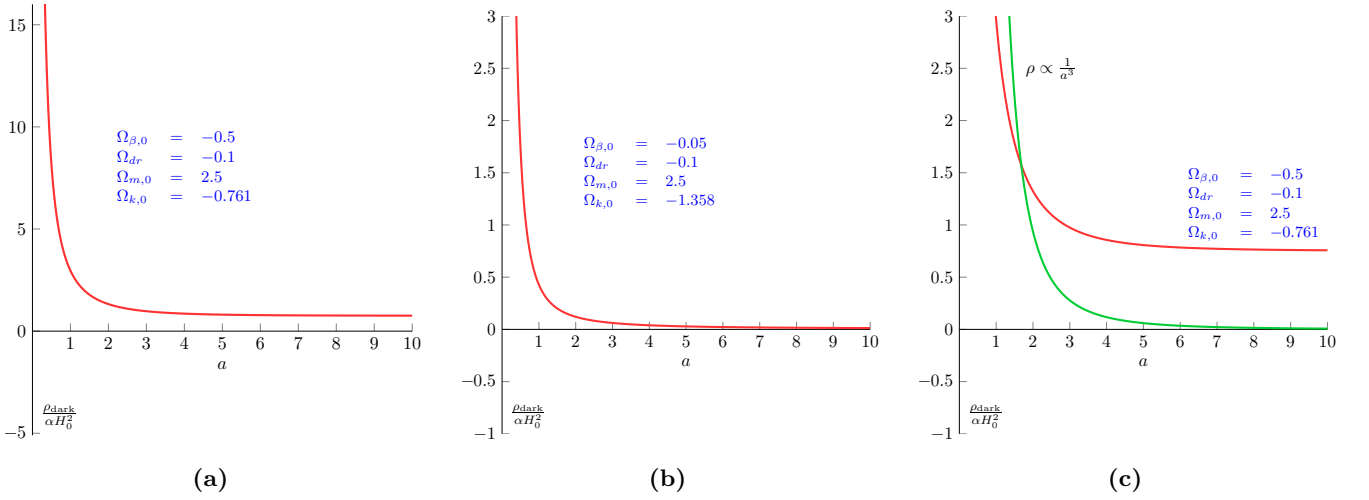 15
10
5
0
−5
1 2 3 4 5 6 7 8 9 10
a
Ω_{β,0} = −0.5
Ω_{dr} = −0.1
Ω_{m,0} = 2.5
Ω_{k,0} = −0.761
ρ_{dark}/αH_0^2
(a)
3
2.5
2
1.5
1
0.5
0
−0.5
−1
1 2 3 4 5 6 7 8 9 10
a
Ω_{β,0} = −0.05
Ω_{dr} = −0.1
Ω_{m,0} = 2.5
Ω_{k,0} = −1.358
ρ_{dark}/αH_0^2
(b)
3
2.5
2
1.5
1
0.5
0
−0.5
−1
1 2 3 4 5 6 7 8 9 10
a
ρ ∝ 1/a^3
Ω_{β,0} = −0.5
Ω_{dr} = −0.1
Ω_{m,0} = 2.5
Ω_{k,0} = −0.761
ρ_{dark}/αH_0^2
(c)